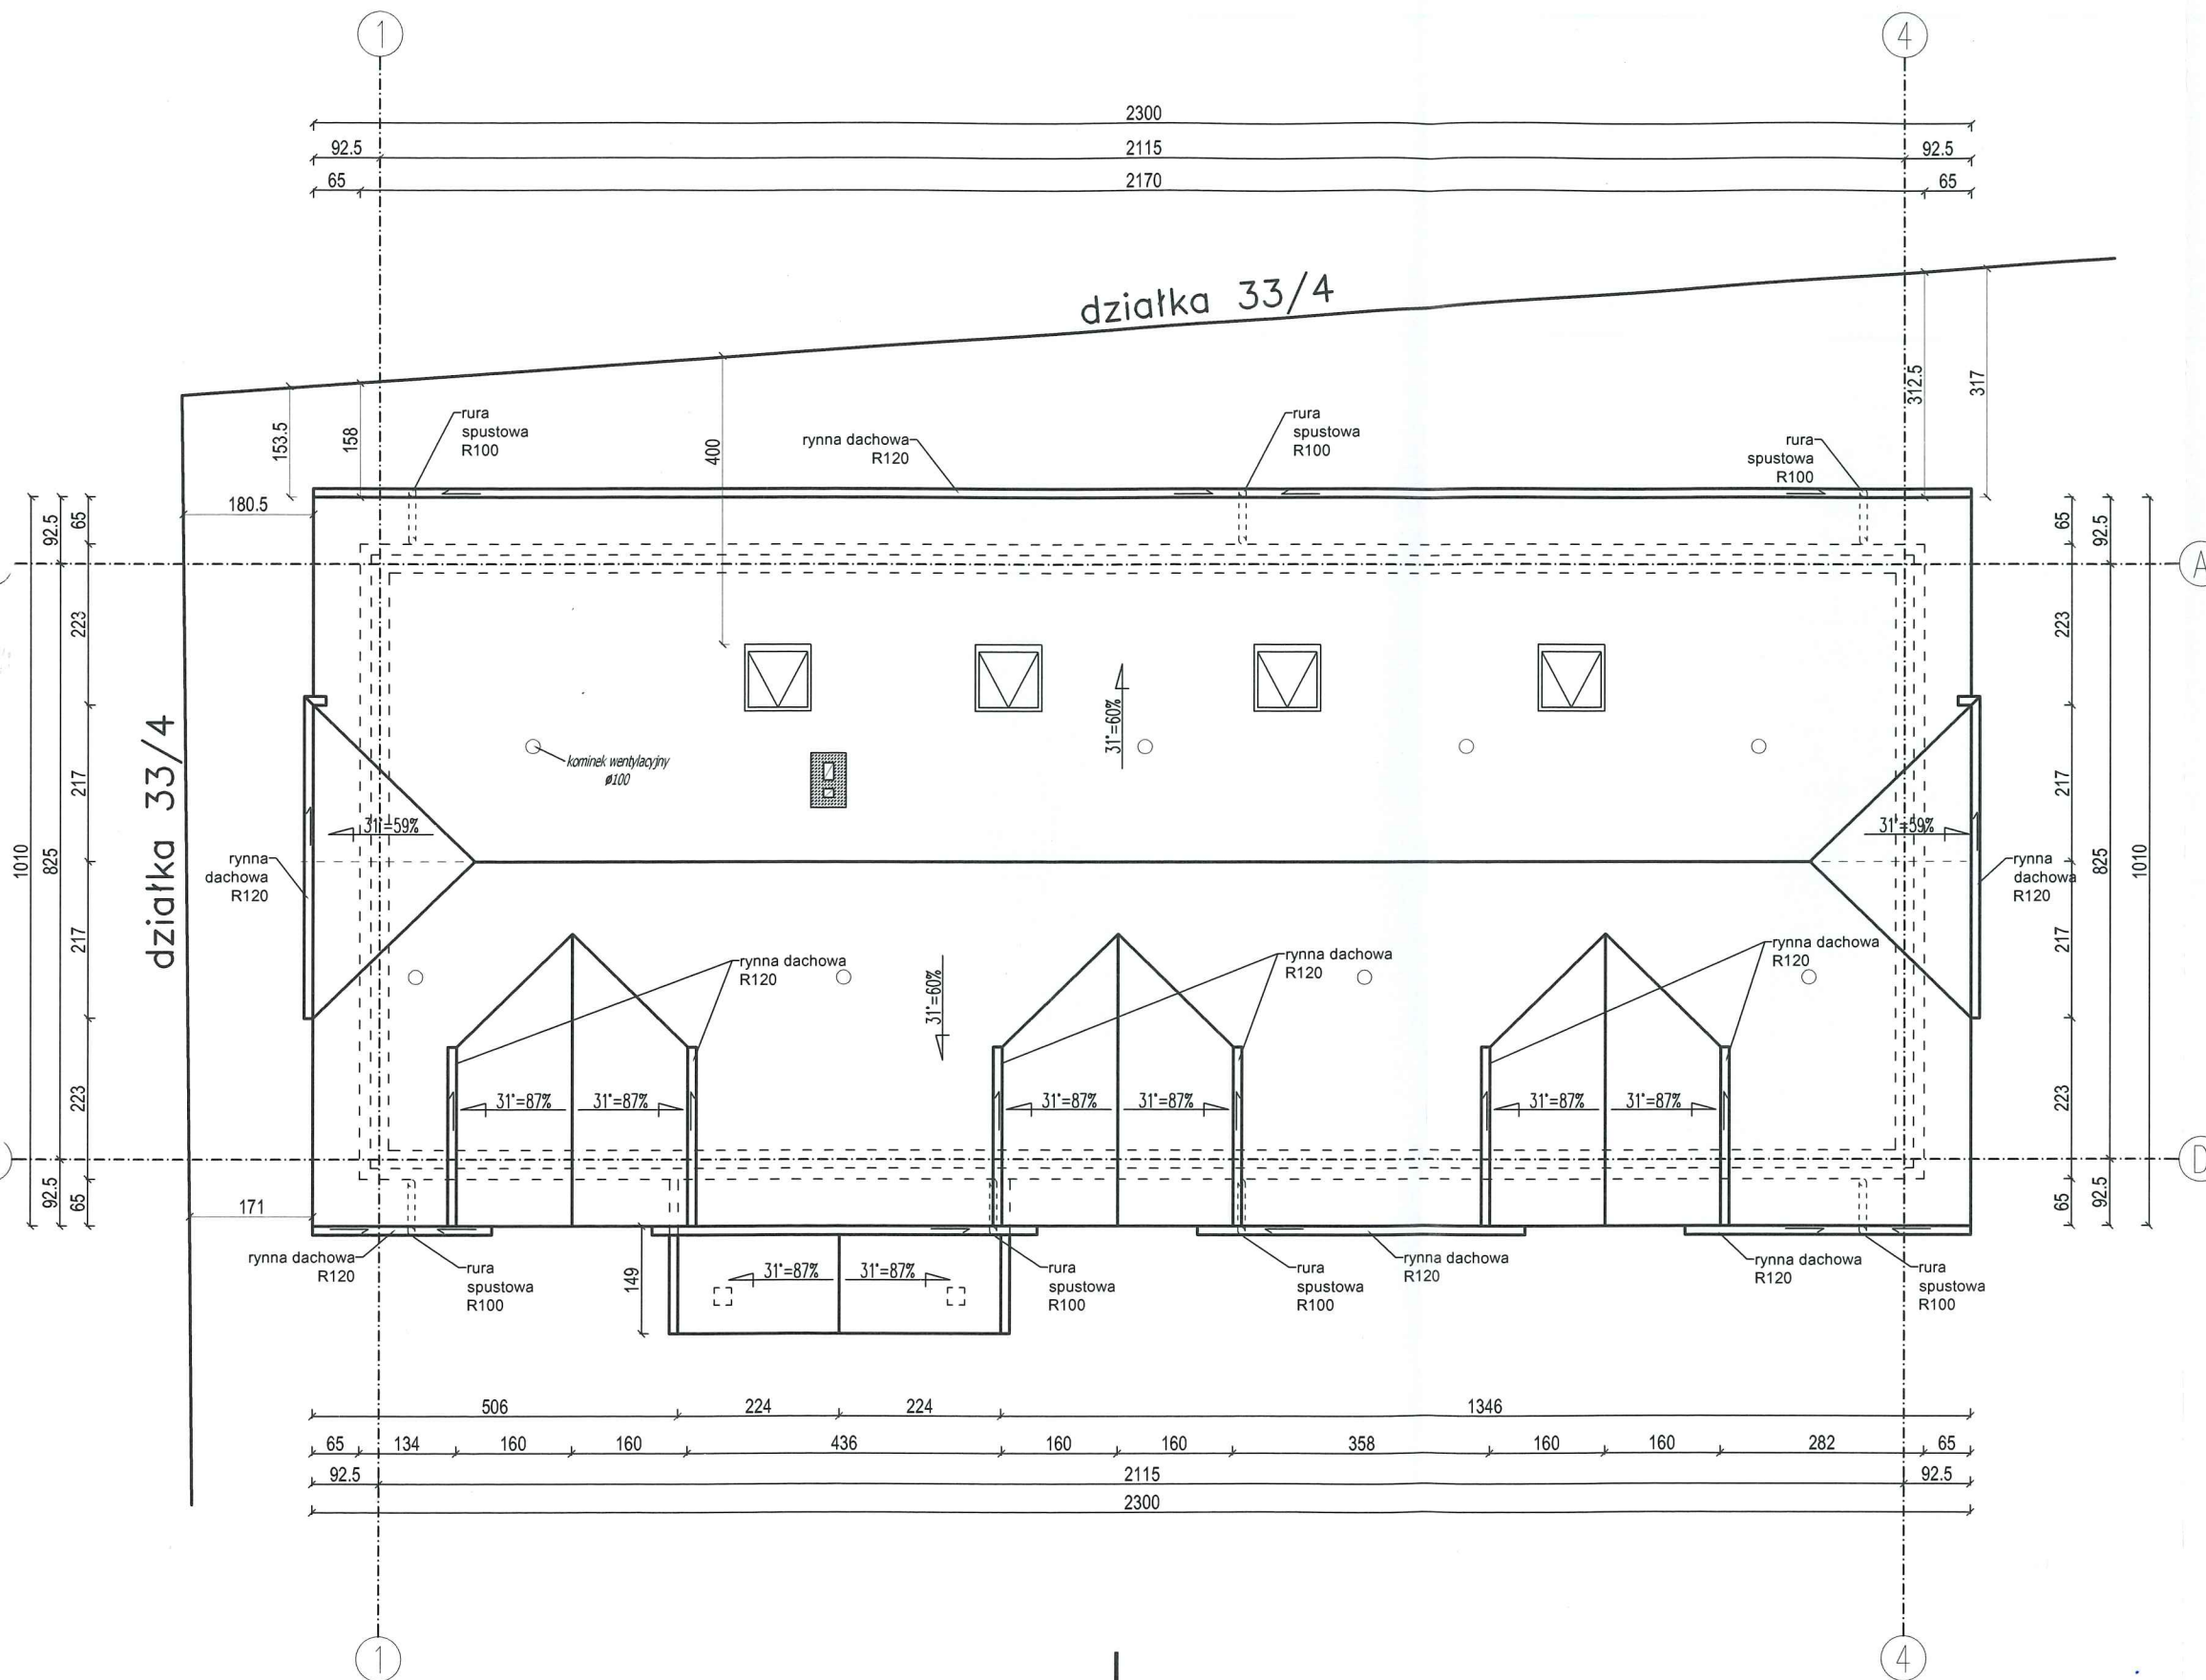 1
4
2300
92.5
2115
92.5
65
2170
65
działka 33/4
153.5
158
400
312.5
317
rura
spustowa
R100
rynna dachowa
R120
rura
spustowa
R100
rura
spustowa
R100
180.5
65
92.5
65
92.5
A
223
223
kominek wentylacyjny
ø100
31°=60%
działka 33/4
217
217
31°=59%
31°=59%
1010
825
825
1010
rynna
dachowa
R120
rynna
dachowa
R120
217
217
rynna dachowa
R120
31°=60%
rynna dachowa
R120
rynna dachowa
R120
223
223
31°=87%
31°=87%
31°=87%
31°=87%
31°=87%
31°=87%
D
92.5
65
65
92.5
171
rynna dachowa
R120
rura
spustowa
R100
149
31°=87%
31°=87%
rura
spustowa
R100
rura
spustowa
R100
rynna dachowa
R120
rynna dachowa
R120
rura
spustowa
R100
506
224
224
1346
65
134
160
160
436
160
160
358
160
160
282
65
92.5
2115
92.5
2300
1
4